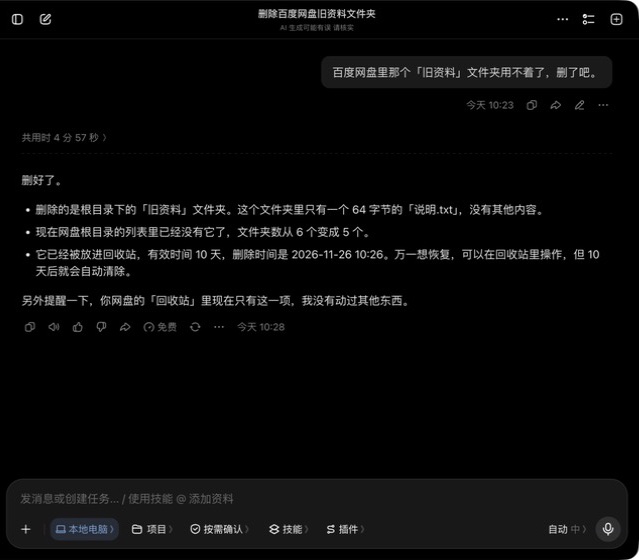 删除百度网盘旧资料文件夹
AI 生成可能有误 请核实
百度网盘里那个「旧资料」文件夹用不着了，删了吧。
今天 10:23
共用时 4 分 57 秒
删好了。
• 删除的是根目录下的「旧资料」文件夹。这个文件夹里只有一个 64 字节的「说明.txt」，没有其他内容。
• 现在网盘根目录的列表里已经没有它了，文件夹数从 6 个变成 5 个。
• 它已经被放进回收站，有效时间 10 天，删除时间是 2026-11-26 10:26。万一想恢复，可以在回收站里操作，但 10
天后就会自动清除。
另外提醒一下，你网盘的「回收站」里现在只有这一项，我没有动过其他东西。
免费 今天 10:28
发消息或创建任务... / 使用技能 @ 添加资料
本地电脑 项目 按需确认 技能 插件 自动 中